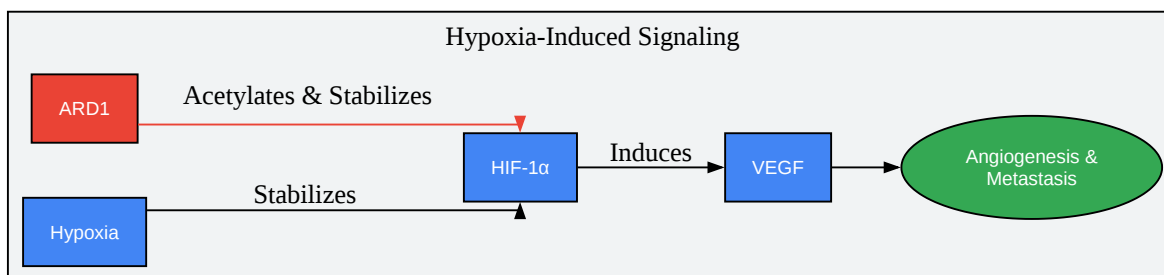 Hypoxia-Induced Signaling
ARD1
Acetylates & Stabilizes
HIF-1α
Induces
VEGF
Angiogenesis &
Metastasis
Stabilizes
Hypoxia